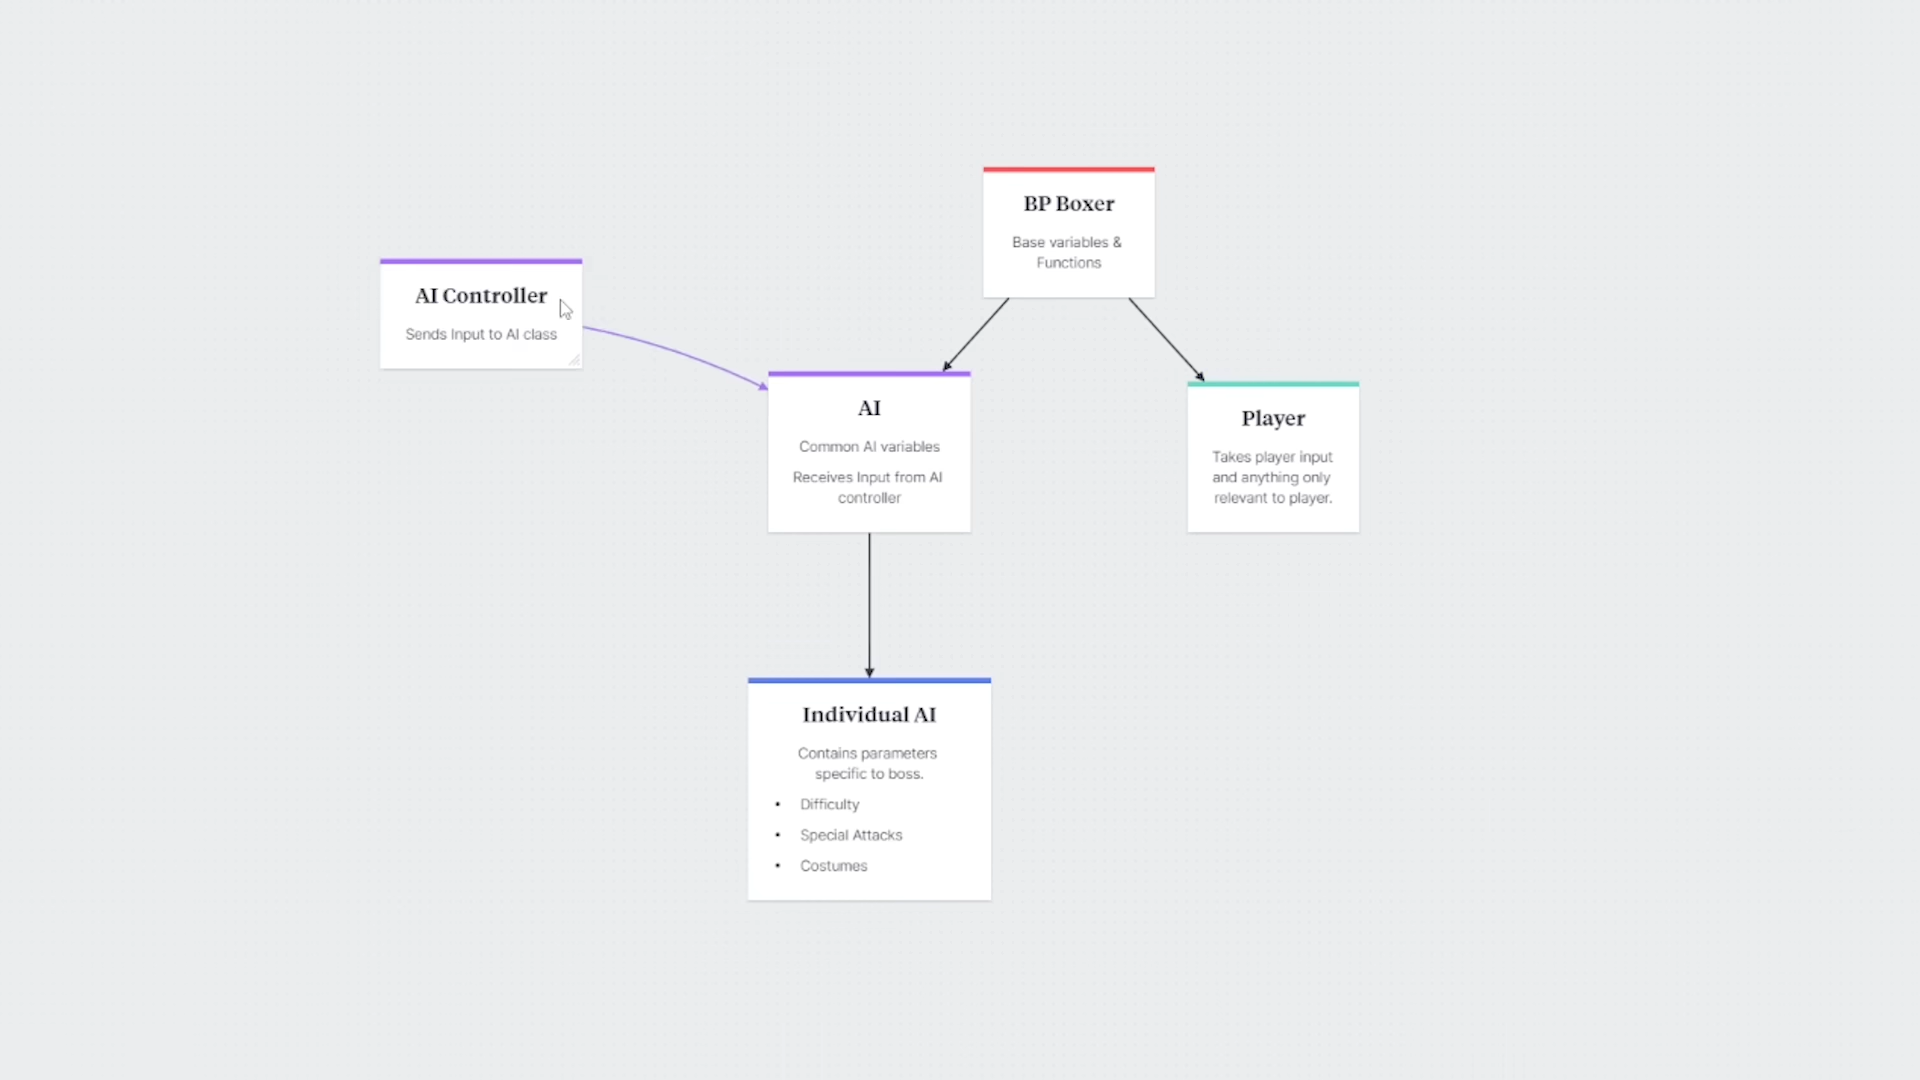 BP Boxer
Base variables &
Functions
AI Controller
Sends Input to AI class
AI
Common AI variables
Receives Input from AI
controller
Player
Takes player input
and anything only
relevant to player.
Individual AI
Contains parameters
specific to boss.
• Difficulty
• Special Attacks
• Costumes